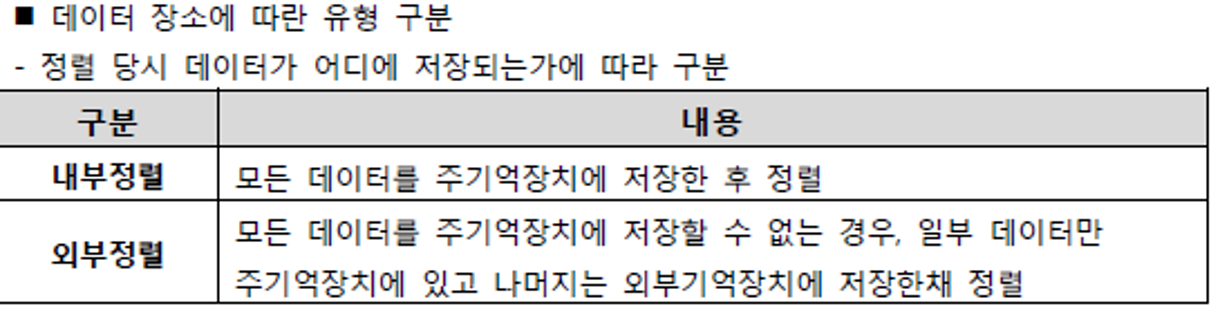 ■ 데이터 장소에 따란 유형 구분
- 정렬 당시 데이터가 어디에 저장되는가에 따라 구분
구분 내용
내부정렬 모든 데이터를 주기억장치에 저장한 후 정렬
외부정렬 모든 데이터를 주기억장치에 저장할 수 없는 경우, 일부 데이터만
주기억장치에 있고 나머지는 외부기억장치에 저장한채 정렬